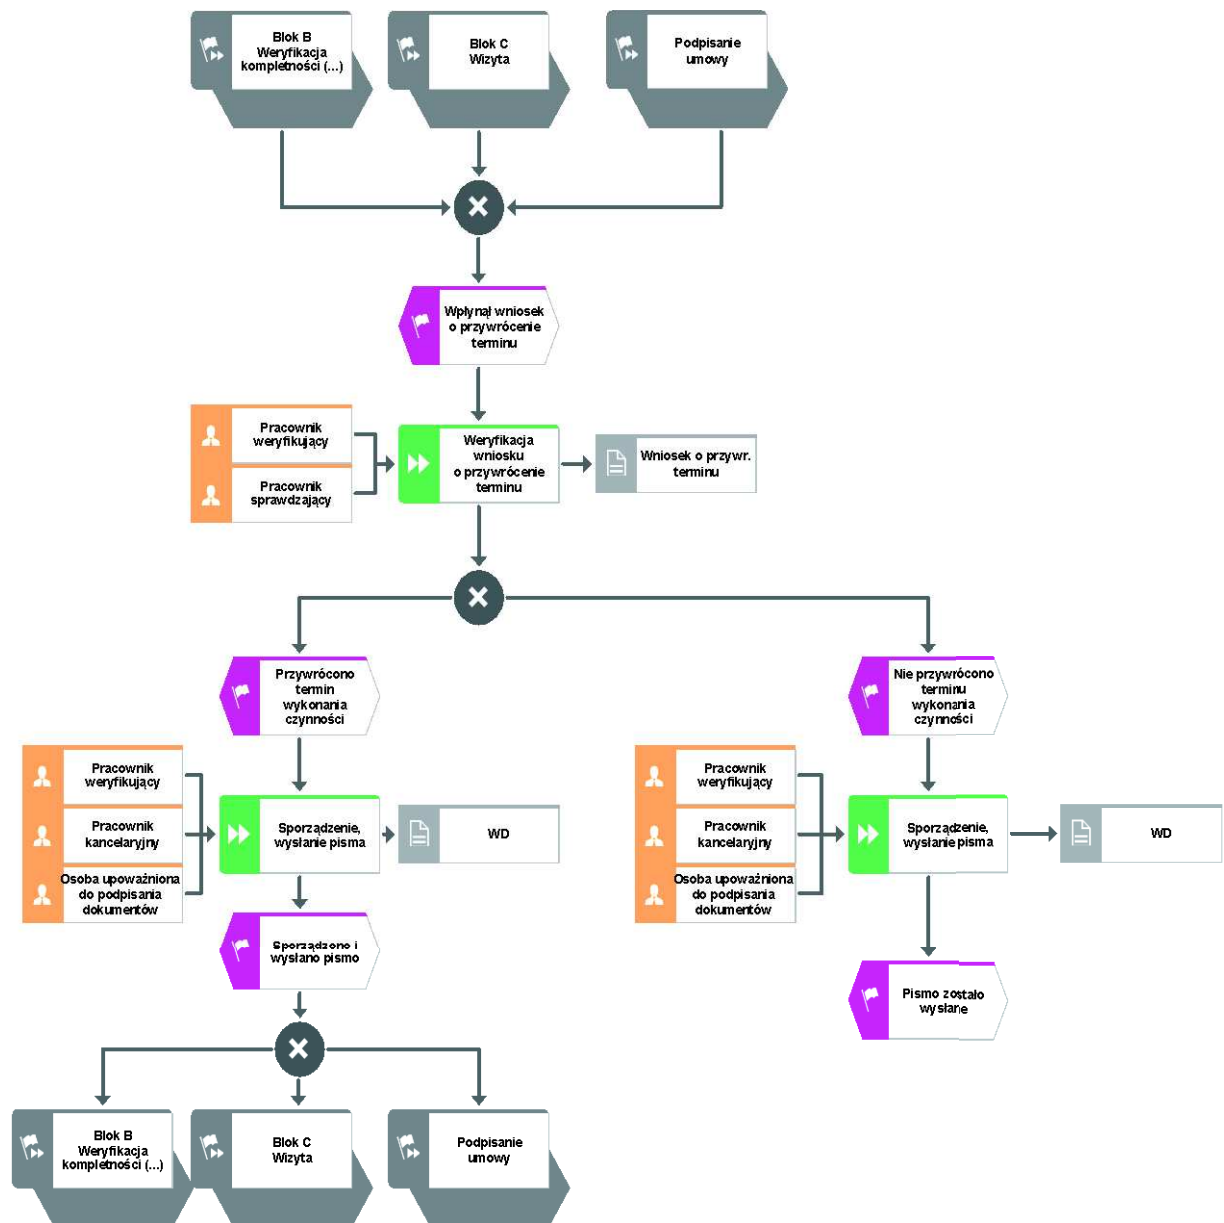 Blok B
Weryfikacja
kompletności (...)
Blok C
Wizyta
Podpisanie
umowy
Wpłynął wniosek
o przywrócenie
terminu
Pracownik
weryfikujący
Pracownik
sprawdzający
Weryfikacja
wniosku
o przywrócenie
terminu
Wniosek o przywr.
terminu
Przywrócono
termin
wykonania
czynności
Nie przywrócono
terminu
wykonania
czynności
Pracownik
weryfikujący
Pracownik
kancelaryjny
Osoba upoważniona
do podpisania
dokumentów
Sporządzenie,
wysłanie pisma
WD
Pracownik
weryfikujący
Pracownik
kancelaryjny
Osoba upoważniona
do podpisania
dokumentów
Sporządzenie,
wysłanie pisma
WD
Sporządzono i
wysłano pismo
Pismo zostało
wysłane
Blok B
Weryfikacja
kompletności (...)
Blok C
Wizyta
Podpisanie
umowy